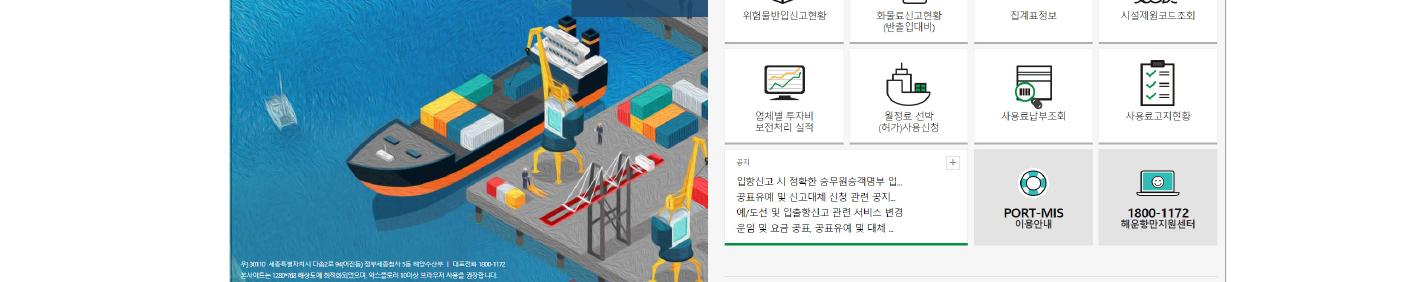 위험물반입신고현황
화물료신고현황
(반출입대비)
집계표정보
시설제원코드조회
업체별 투자비
보전처리 실적
월정료 선박
(허가)사용신청
사용료납부조회
사용료고지현황
공지
입항신고 시 정확한 승무원승객명부 입...
공표유예 및 신고대체 신청 관련 공지...
예/도선 및 입출항신고 관련 서비스 변경
운임 및 요금 공표, 공표유예 및 대체 ...
PORT-MIS
이용안내
1800-1172
해운항만지원센터
우) 30110 세종특별자치시 다솜2로 94(어진동) 정부세종청사 5동 해양수산부 | 대표전화 1800-1172
본사이트는 1280*768 해상도에 최적화되었으며, 익스플로러 10이상 브라우저 사용을 권장합니다.